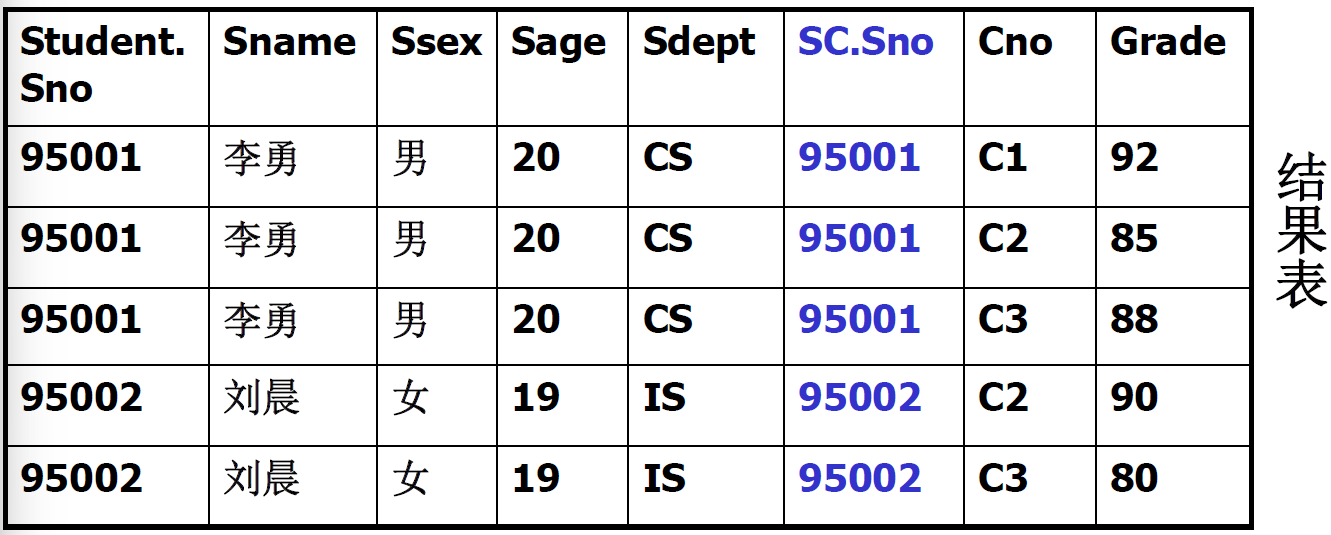 Student. Sname Ssex Sage Sdept SC.Sno Cno Grade
Sno
95001 李勇 男 20 CS 95001 C1 92
95001 李勇 男 20 CS 95001 C2 85
95001 李勇 男 20 CS 95001 C3 88
95002 刘晨 女 19 IS 95002 C2 90
95002 刘晨 女 19 IS 95002 C3 80
结果表